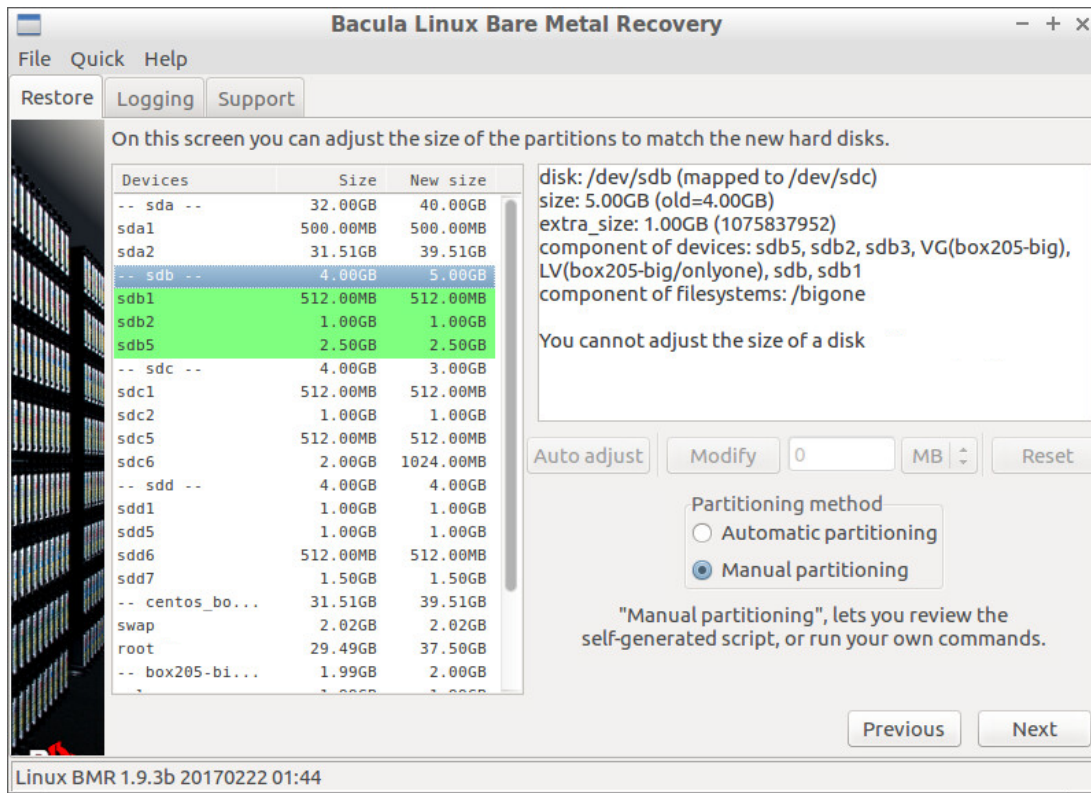 Bacula Linux Bare Metal Recovery
File Quick Help
Restore Logging Support
On this screen you can adjust the size of the partitions to match the new hard disks.
Devices Size New size
-- sda -- 32.00GB 40.00GB
sda1 500.00MB 500.00MB
sda2 31.51GB 39.51GB
-- sdb -- 4.00GB 5.00GB
sdb1 512.00MB 512.00MB
sdb2 1.00GB 1.00GB
sdb5 2.50GB 2.50GB
-- sdc -- 4.00GB 3.00GB
sdc1 512.00MB 512.00MB
sdc2 1.00GB 1.00GB
sdc5 512.00MB 512.00MB
sdc6 2.00GB 1024.00MB
-- sdd -- 4.00GB 4.00GB
sdd1 1.00GB 1.00GB
sdd5 1.00GB 1.00GB
sdd6 512.00MB 512.00MB
sdd7 1.50GB 1.50GB
-- centos_bo... 31.51GB 39.51GB
swap 2.02GB 2.02GB
root 29.49GB 37.50GB
-- box205-bi... 1.99GB 2.00GB
disk: /dev/sdb (mapped to /dev/sdc)
size: 5.00GB (old=4.00GB)
extra_size: 1.00GB (1075837952)
component of devices: sdb5, sdb2, sdb3, VG(box205-big),
LV(box205-big/onlyone), sdb, sdb1
component of filesystems: /bigone
You cannot adjust the size of a disk
Auto adjust Modify 0 MB Reset
Partitioning method
Automatic partitioning
Manual partitioning
"Manual partitioning", lets you review the
self-generated script, or run your own commands.
Previous Next
Linux BMR 1.9.3b 20170222 01:44